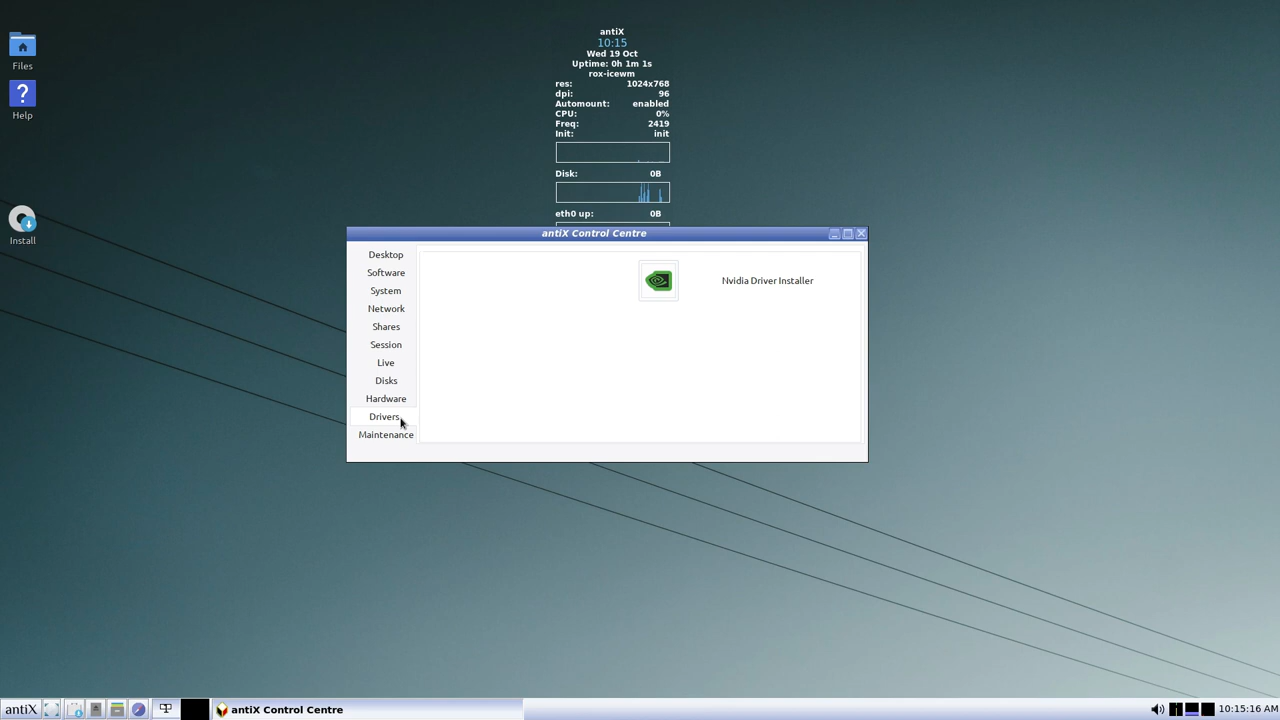 Files
Help
Install
antiX
10:15
Wed 19 Oct
Uptime: 0h 1m 1s
rox-icewm
res: 1024x768
dpi: 96
Automount: enabled
CPU: 0%
Freq: 2419
Init: init
Disk: 0B
eth0 up: 0B
antiX Control Centre
Desktop
Software
System
Network
Shares
Session
Live
Disks
Hardware
Drivers
Maintenance
Nvidia Driver Installer
antiX
antiX Control Centre
10:15:16 AM